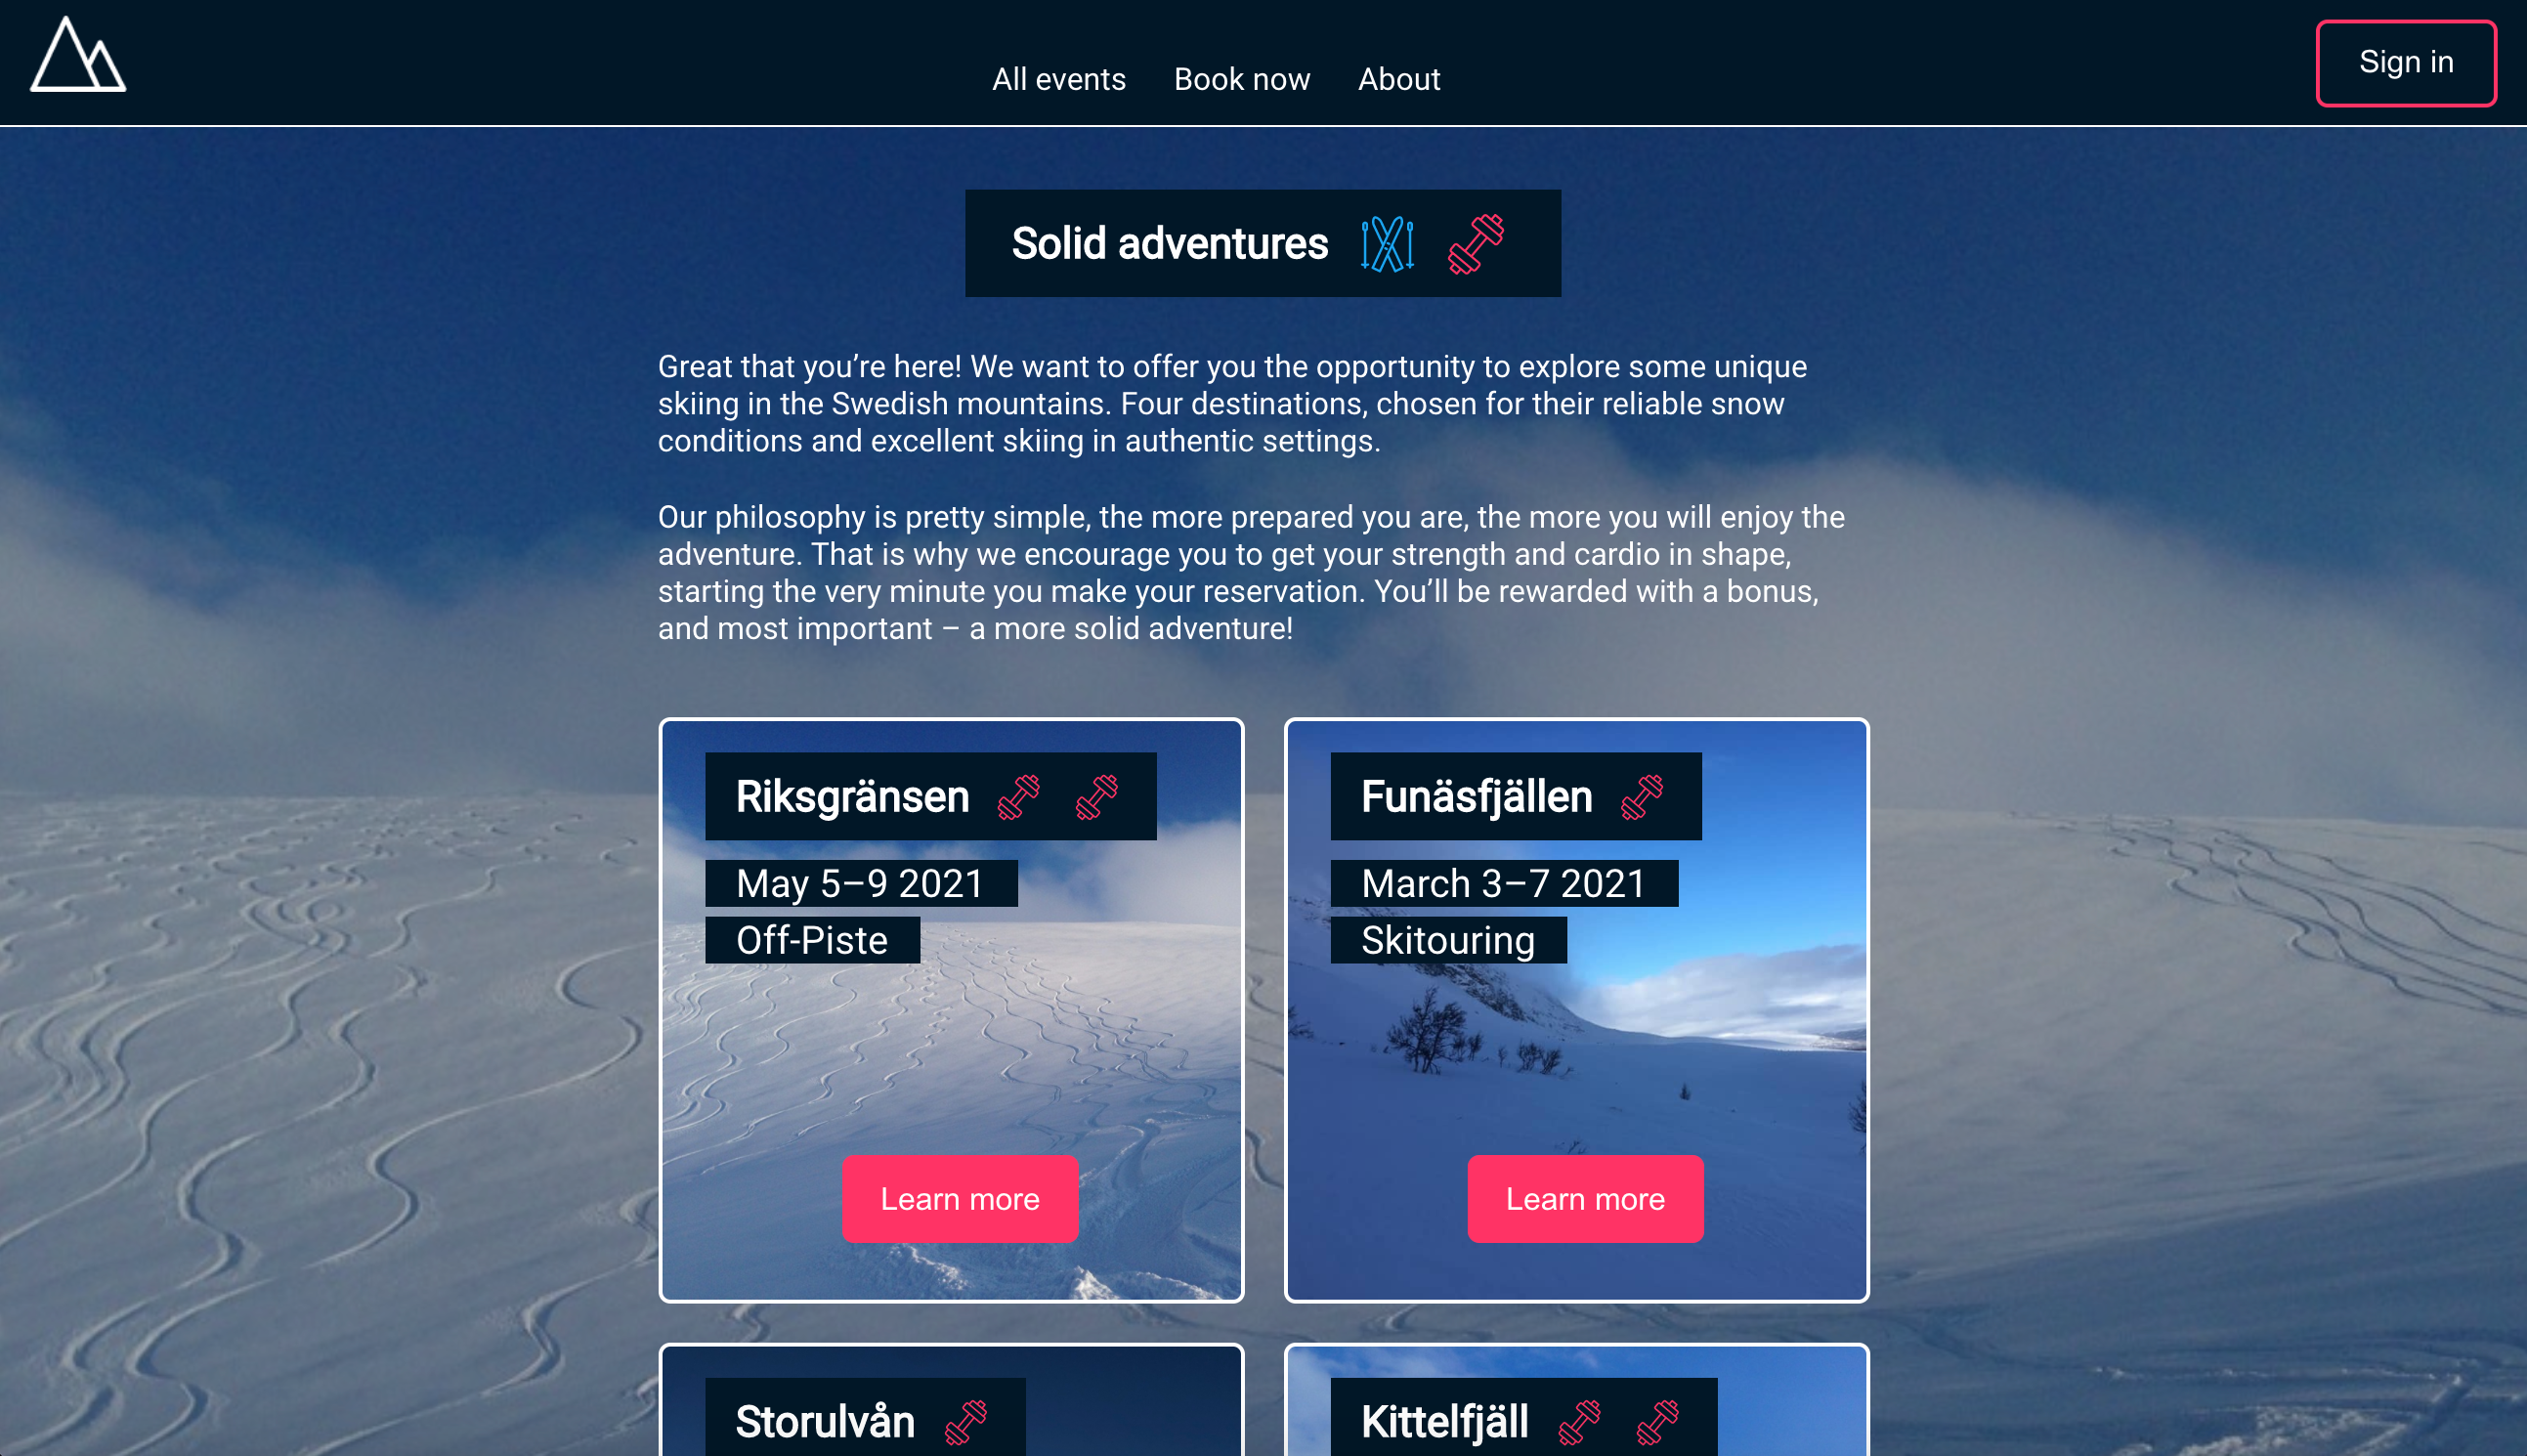 All events Book now About
Sign in
Solid adventures
Great that you’re here! We want to offer you the opportunity to explore some unique
skiing in the Swedish mountains. Four destinations, chosen for their reliable snow
conditions and excellent skiing in authentic settings.
Our philosophy is pretty simple, the more prepared you are, the more you will enjoy the
adventure. That is why we encourage you to get your strength and cardio in shape,
starting the very minute you make your reservation. You’ll be rewarded with a bonus,
and most important – a more solid adventure!
Riksgränsen
May 5–9 2021
Off-Piste
Learn more
Funäsfjällen
March 3–7 2021
Skitouring
Learn more
Storulvån
Kittelfjäll